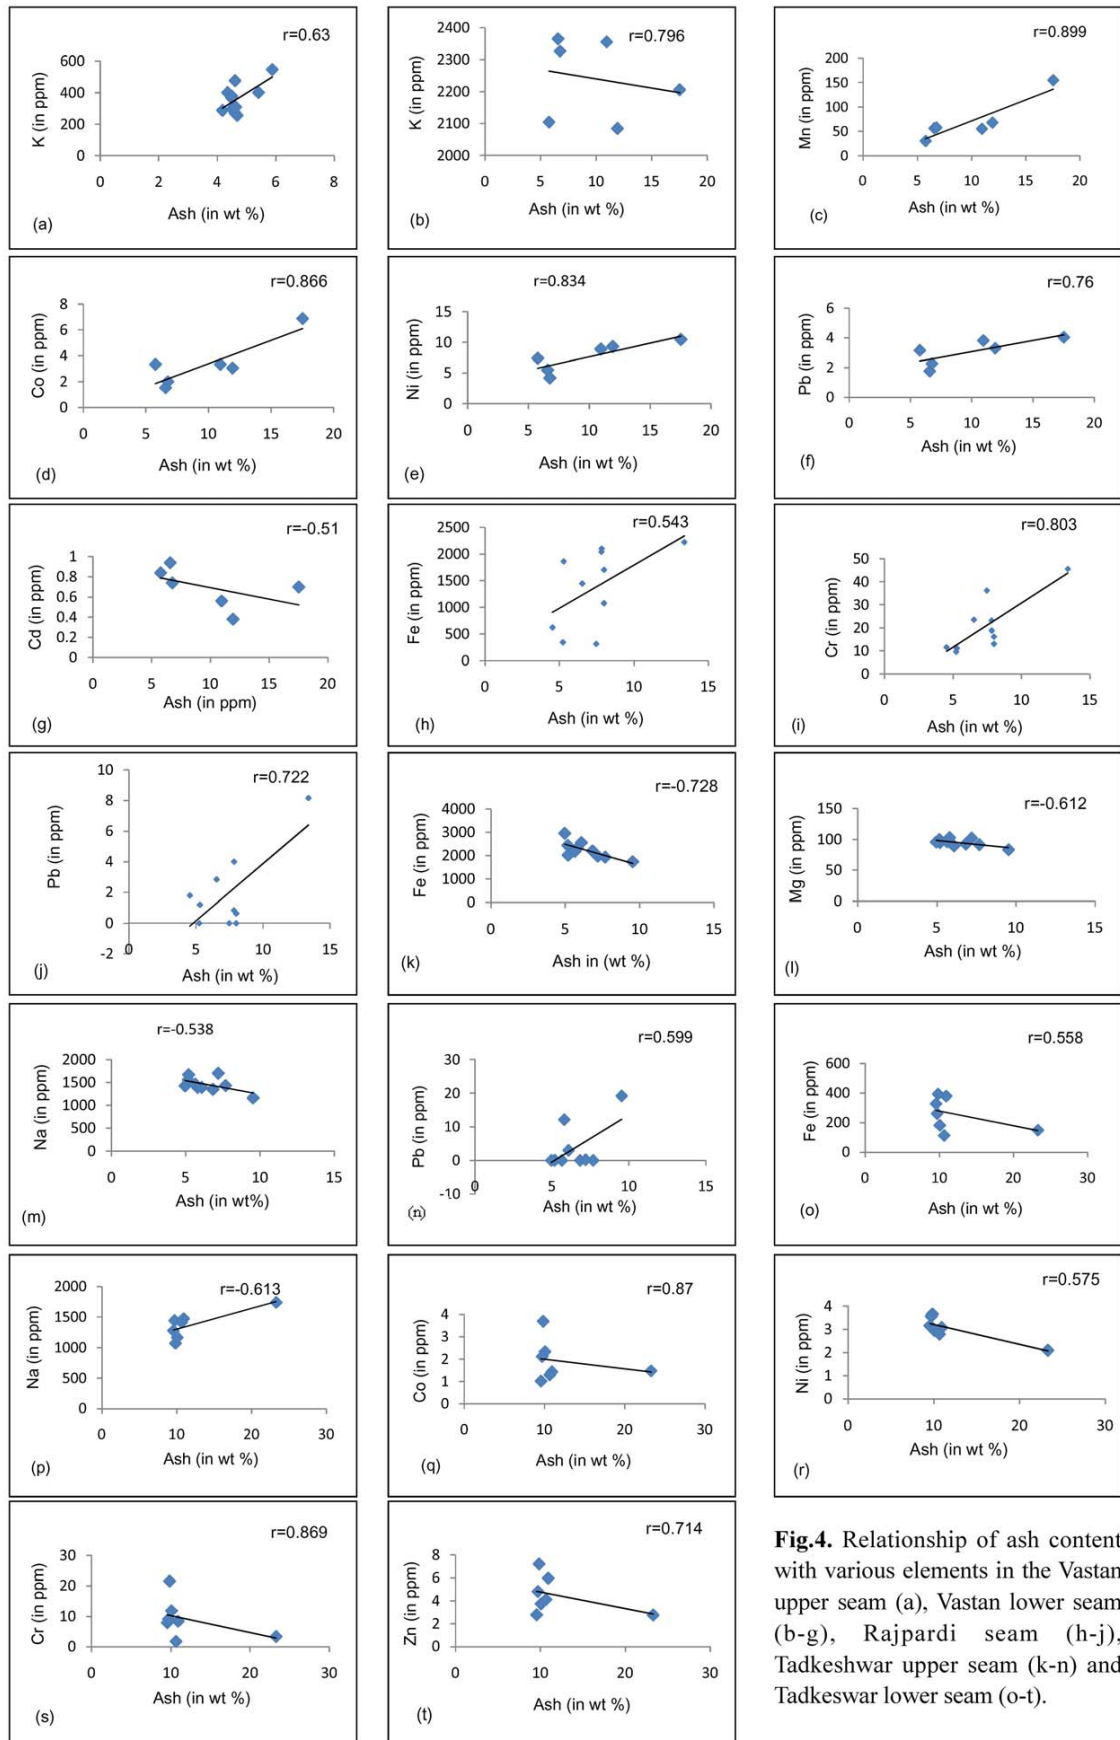 r=0.63
600
400
200
0
K (in ppm)
0 2 4 6 8
Ash (in wt %)
(a)
r=0.796
2400
2300
2200
2100
2000
K (in ppm)
0 5 10 15 20
Ash (in wt %)
(b)
r=0.899
200
150
100
50
0
Mn (in ppm)
0 5 10 15 20
Ash (in wt %)
(c)
r=0.866
8
6
4
2
0
Co (in ppm)
0 5 10 15 20
Ash (in wt %)
(d)
r=0.834
15
10
5
0
Ni (in ppm)
0 5 10 15 20
Ash (in wt %)
(e)
r=0.76
6
4
2
0
Pb (in ppm)
0 5 10 15 20
Ash (in wt %)
(f)
r=-0.51
1
0.8
0.6
0.4
0.2
0
Cd (in ppm)
0 5 10 15 20
Ash (in ppm)
(g)
r=0.543
2500
2000
1500
1000
500
0
Fe (in ppm)
0 5 10 15
Ash (in wt %)
(h)
r=0.803
50
40
30
20
10
0
Cr (in ppm)
0 5 10 15
Ash (in wt %)
(i)
r=0.722
10
8
6
4
2
0
-2
Pb (in ppm)
0 5 10 15
Ash (in wt %)
(j)
r=-0.728
4000
3000
2000
1000
0
Fe (in ppm)
0 5 10 15
Ash in (wt %)
(k)
r=-0.612
150
100
50
0
Mg (in ppm)
0 5 10 15
Ash (in wt %)
(l)
r=-0.538
2000
1500
1000
500
0
Na (in ppm)
0 5 10 15
Ash (in wt%)
(m)
r=0.599
30
20
10
0
-10
Pb (in ppm)
0 5 10 15
Ash (in wt %)
(n)
r=0.558
600
400
200
0
Fe (in ppm)
0 10 20 30
Ash (in wt %)
(o)
r=-0.613
2000
1500
1000
500
0
Na (in ppm)
0 10 20 30
Ash (in wt %)
(p)
r=0.87
4
3
2
1
0
Co (in ppm)
0 10 20 30
Ash (in wt %)
(q)
r=0.575
4
3
2
1
0
Ni (in ppm)
0 10 20 30
Ash (in wt %)
(r)
r=0.869
30
20
10
0
Cr (in ppm)
0 10 20 30
Ash (in wt %)
(s)
r=0.714
8
6
4
2
0
Zn (in ppm)
0 10 20 30
Ash (in wt %)
(t)
Fig.4. Relationship of ash content
with various elements in the Vastan
upper seam (a), Vastan lower seam
(b-g), Rajpardi seam (h-j),
Tadkeshwar upper seam (k-n) and
Tadkeswar lower seam (o-t).